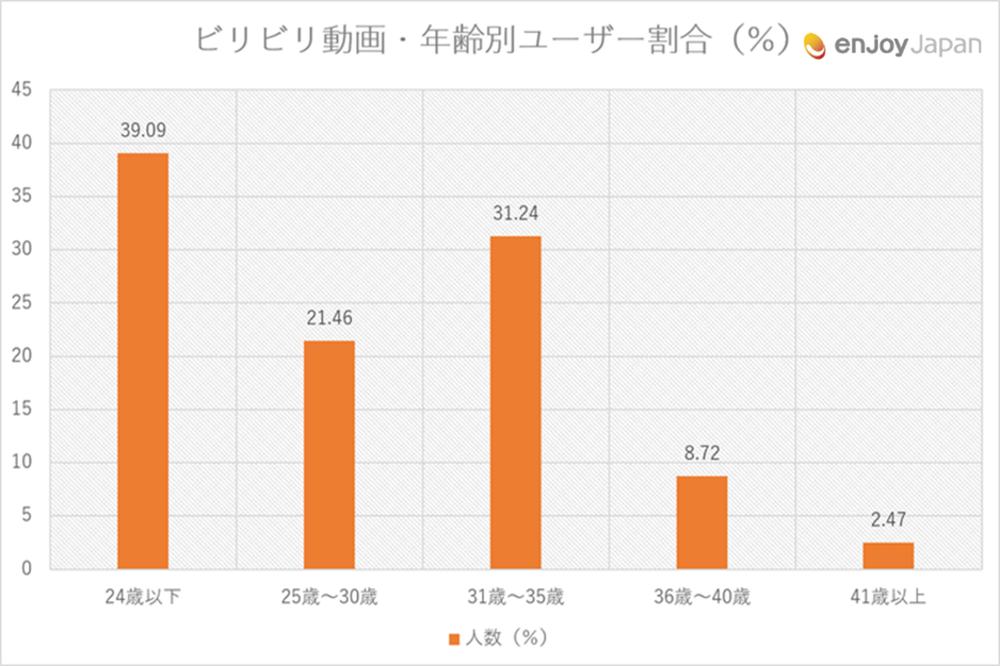 ビリビリ動画・年齢別ユーザー割合（%）
enjoy Japan
45
40
35
30
25
20
15
10
5
0
39.09
21.46
31.24
8.72
2.47
24歳以下
25歳～30歳
31歳～35歳
36歳～40歳
41歳以上
人数（%）